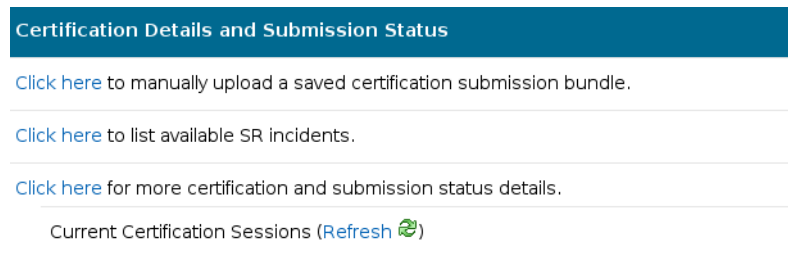 Certification Details and Submission Status
Click here to manually upload a saved certification submission bundle.
Click here to list available SR incidents.
Click here for more certification and submission status details.
Current Certification Sessions (Refresh )